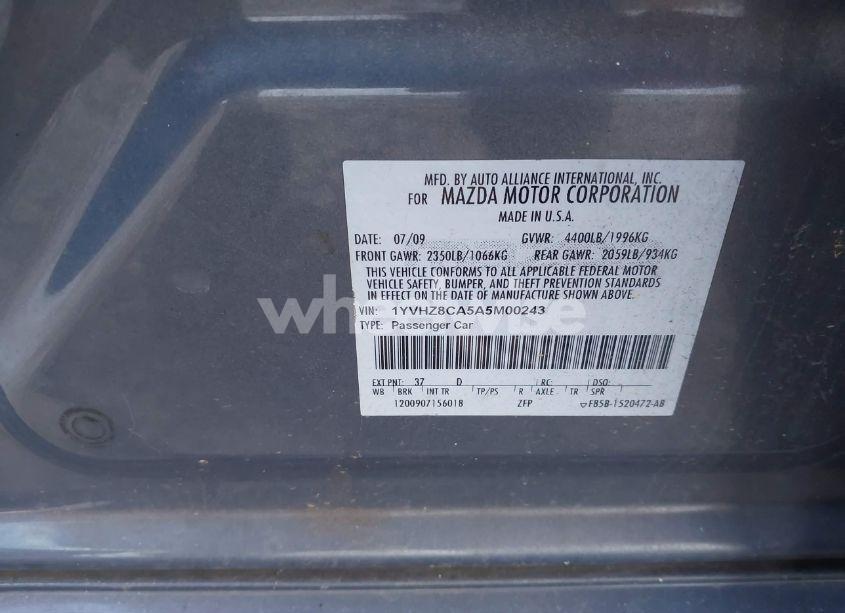 MFD. BY AUTO ALLIANCE INTERNATIONAL, INC.
FOR MAZDA MOTOR CORPORATION
MADE IN U.S.A.
DATE: 07/09 GVWR: 4400LB/1996KG
FRONT GAWR: 2350LB/1066KG REAR GAWR: 2059LB/934KG
THIS VEHICLE CONFORMS TO ALL APPLICABLE FEDERAL MOTOR
VEHICLE SAFETY, BUMPER, AND THEFT PREVENTION STANDARDS
IN EFFECT ON THE DATE OF MANUFACTURE SHOWN ABOVE.
VIN: 1YVHZ8CA5A5M00243
TYPE: Passenger Car
EXT PNT: 37 D RC: DSO:
WB BRK INT TR TP/PS R AXLE TR SPR
1200907156018 ZFP F85B-1520472-AB